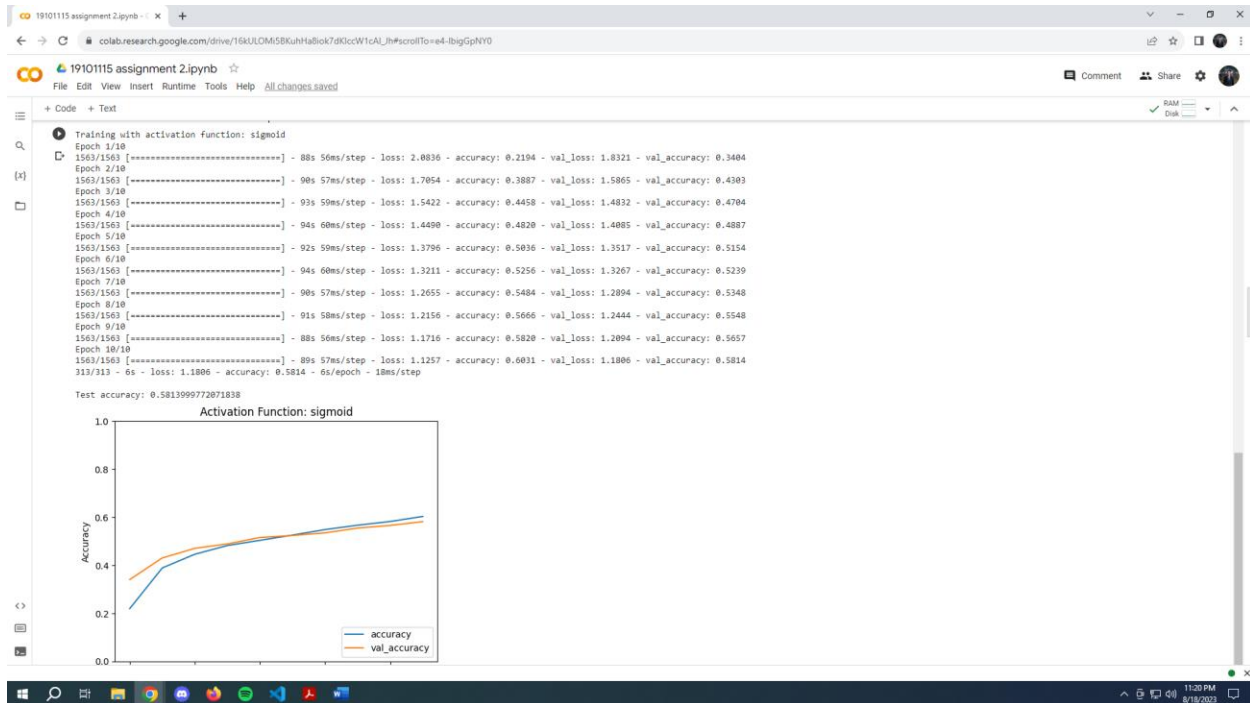 19101115 assignment 2.ipynb - C
colab.research.google.com/drive/16kULOMi5BKuhHa8iok7dKlccW1cAl_Jh#scrollTo=e4-IbigGpNY0
19101115 assignment 2.ipynb
Comment Share
File Edit View Insert Runtime Tools Help All changes saved
+ Code + Text
RAM
Disk
Training with activation function: sigmoid
Epoch 1/10
1563/1563 [==============================] - 88s 56ms/step - loss: 2.0836 - accuracy: 0.2194 - val_loss: 1.8321 - val_accuracy: 0.3404
Epoch 2/10
1563/1563 [==============================] - 90s 57ms/step - loss: 1.7054 - accuracy: 0.3887 - val_loss: 1.5865 - val_accuracy: 0.4303
Epoch 3/10
1563/1563 [==============================] - 93s 59ms/step - loss: 1.5422 - accuracy: 0.4458 - val_loss: 1.4832 - val_accuracy: 0.4704
Epoch 4/10
1563/1563 [==============================] - 94s 60ms/step - loss: 1.4490 - accuracy: 0.4820 - val_loss: 1.4085 - val_accuracy: 0.4887
Epoch 5/10
1563/1563 [==============================] - 92s 59ms/step - loss: 1.3796 - accuracy: 0.5036 - val_loss: 1.3517 - val_accuracy: 0.5154
Epoch 6/10
1563/1563 [==============================] - 94s 60ms/step - loss: 1.3211 - accuracy: 0.5256 - val_loss: 1.3267 - val_accuracy: 0.5239
Epoch 7/10
1563/1563 [==============================] - 90s 57ms/step - loss: 1.2655 - accuracy: 0.5484 - val_loss: 1.2894 - val_accuracy: 0.5348
Epoch 8/10
1563/1563 [==============================] - 91s 58ms/step - loss: 1.2156 - accuracy: 0.5666 - val_loss: 1.2444 - val_accuracy: 0.5548
Epoch 9/10
1563/1563 [==============================] - 88s 56ms/step - loss: 1.1716 - accuracy: 0.5820 - val_loss: 1.2094 - val_accuracy: 0.5657
Epoch 10/10
1563/1563 [==============================] - 89s 57ms/step - loss: 1.1257 - accuracy: 0.6031 - val_loss: 1.1806 - val_accuracy: 0.5814
313/313 - 6s - loss: 1.1806 - accuracy: 0.5814 - 6s/epoch - 18ms/step
Test accuracy: 0.5813999772071838
Activation Function: sigmoid
1.0
0.8
0.6
0.4
0.2
0.0
Accuracy
accuracy
val_accuracy
11:20 PM
8/18/2023